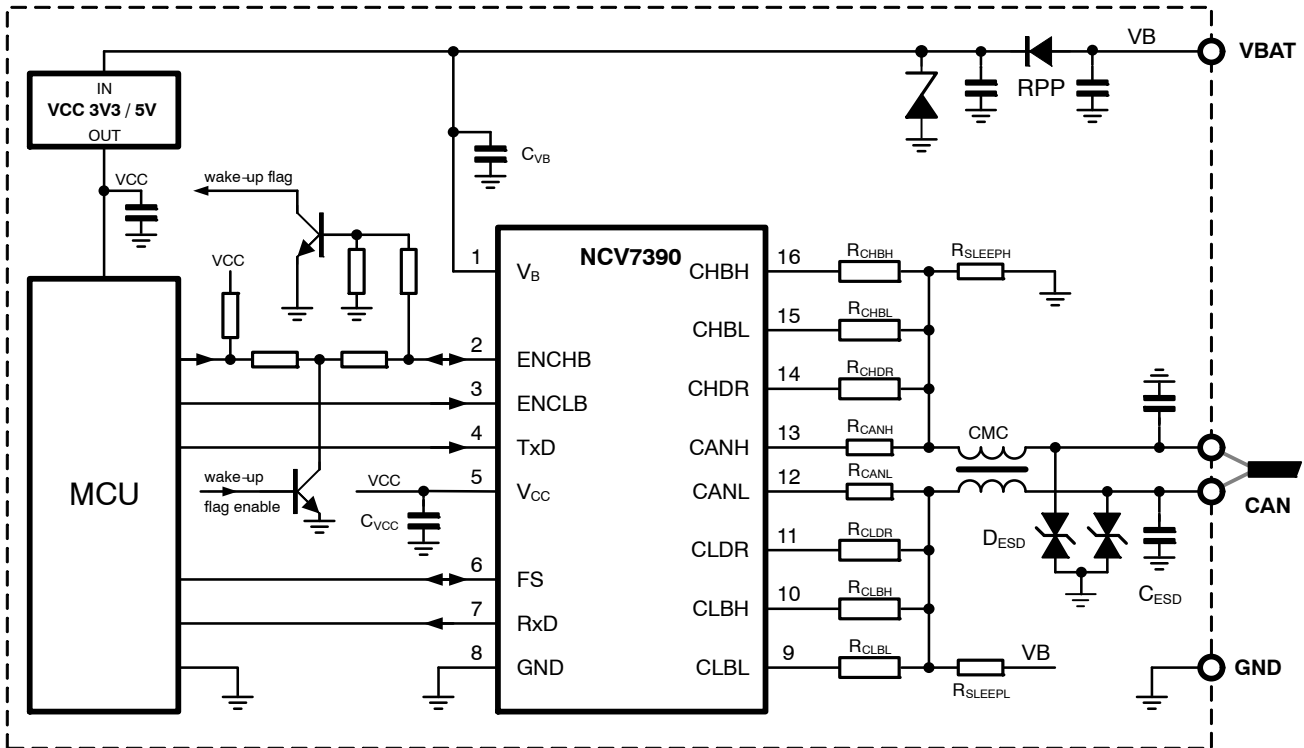 VB
VBAT
IN
VCC 3V3 / 5V
OUT
RPP
CVB
VCC
wake-up flag
VCC
NCV7390
1
VB
2
ENCHB
3
ENCLB
4
TxD
5
VCC
6
FS
7
RxD
8
GND
CHBH
16
CHBL
15
CHDR
14
CANH
13
CANL
12
CLDR
11
CLBH
10
CLBL
9
RCHBH
RSLEEPH
RCHBL
RCHDR
RCANH
CMC
RCANL
RCLDR
RCLBH
RCLBL
VB
RSLEEPL
MCU
wake-up
flag enable
VCC
CVCC
DESD
CESD
CAN
GND